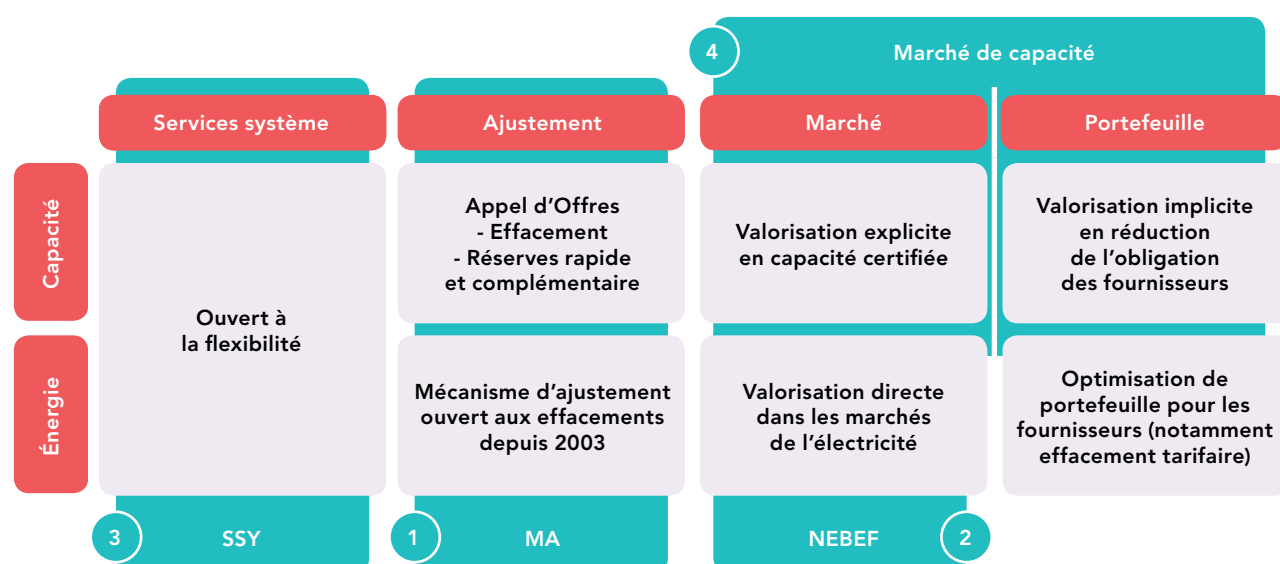 4
Marché de capacité
Services système
Ajustement
Marché
Portefeuille
Capacité
Ouvert à
la flexibilité
Appel d'Offres
- Effacement
- Réserves rapide
et complémentaire
Valorisation explicite
en capacité certifiée
Valorisation implicite
en réduction
de l'obligation
des fournisseurs
Énergie
Mécanisme d'ajustement
ouvert aux effacements
depuis 2003
Valorisation directe
dans les marchés
de l'électricité
Optimisation de
portefeuille pour les
fournisseurs (notamment
effacement tarifaire)
3
SSY
1
MA
NEBEF
2